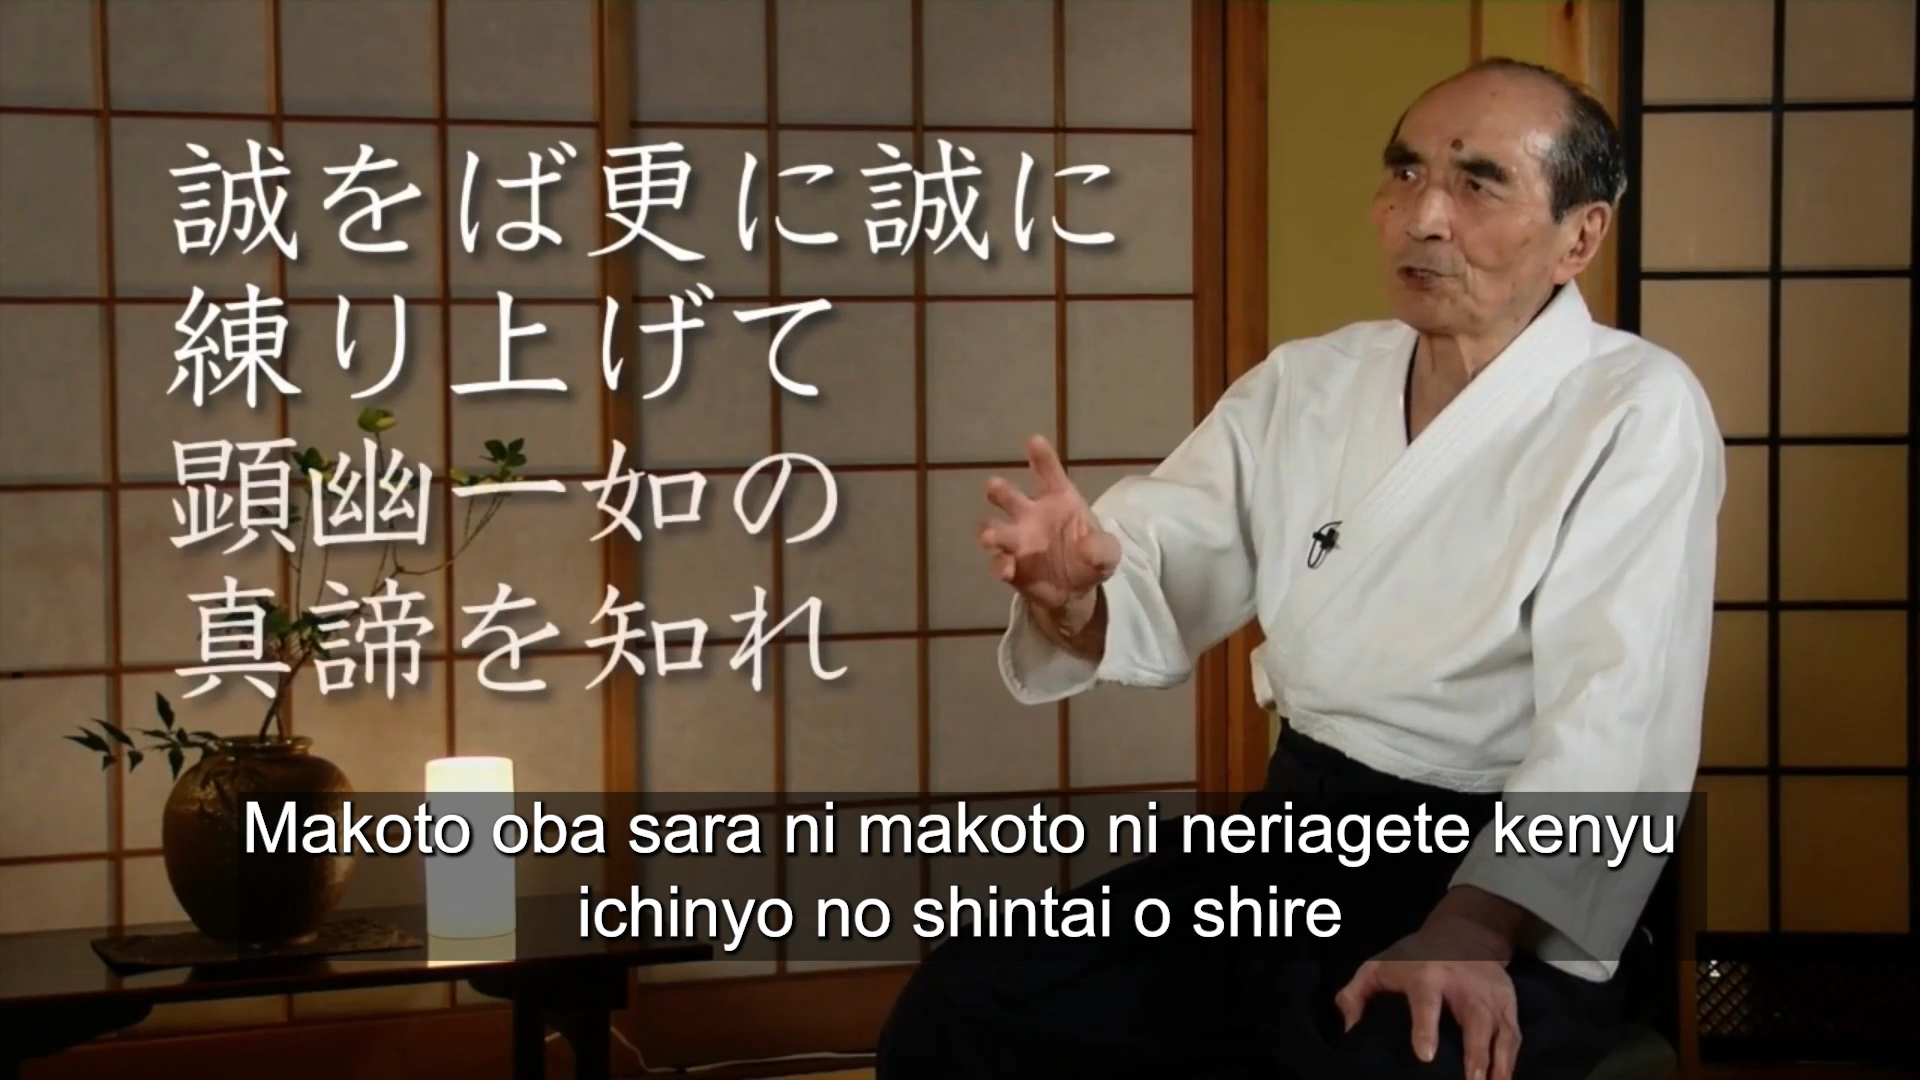 誠をば更に誠に
練り上げて
顕幽一如の
真諦を知れ
Makoto oba sara ni makoto ni neriagete kenyu
ichinyo no shintai o shire